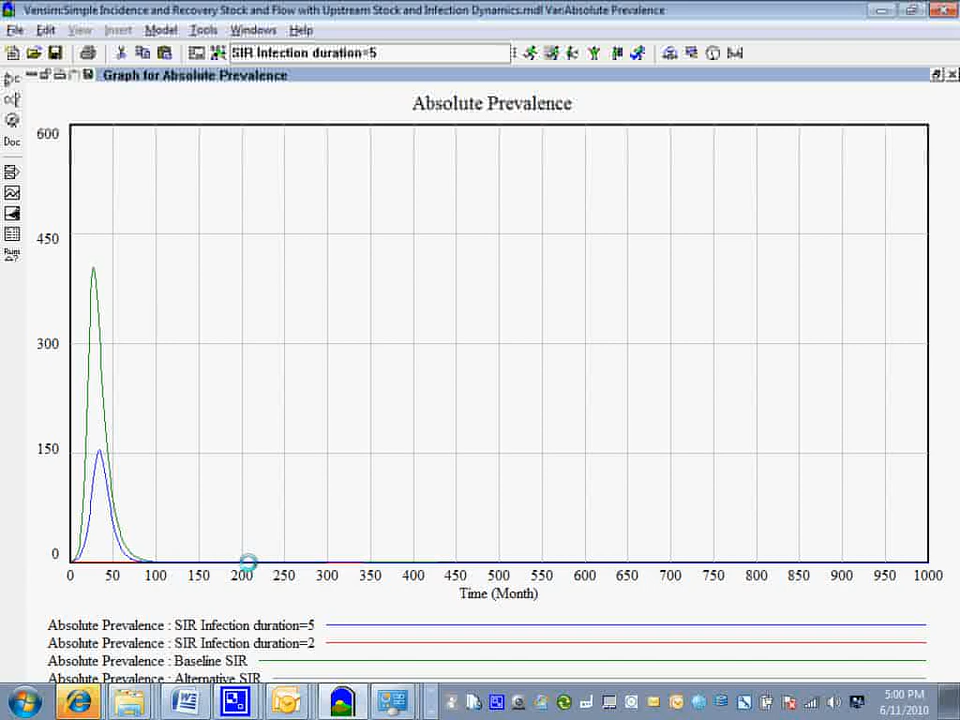 Vensim:Simple Incidence and Recovery Stock and Flow with Upstream Stock and Infection Dynamics.mdl Var:Absolute Prevalence
File Edit View Insert Model Tools Windows Help
SIR Infection duration=5
Graph for Absolute Prevalence
Doc
Absolute Prevalence
600
450
300
150
0
0 50 100 150 200 250 300 350 400 450 500 550 600 650 700 750 800 850 900 950 1000
Time (Month)
Absolute Prevalence : SIR Infection duration=5
Absolute Prevalence : SIR Infection duration=2
Absolute Prevalence : Baseline SIR
Absolute Prevalence : Alternative SIR
5:00 PM
6/11/2010